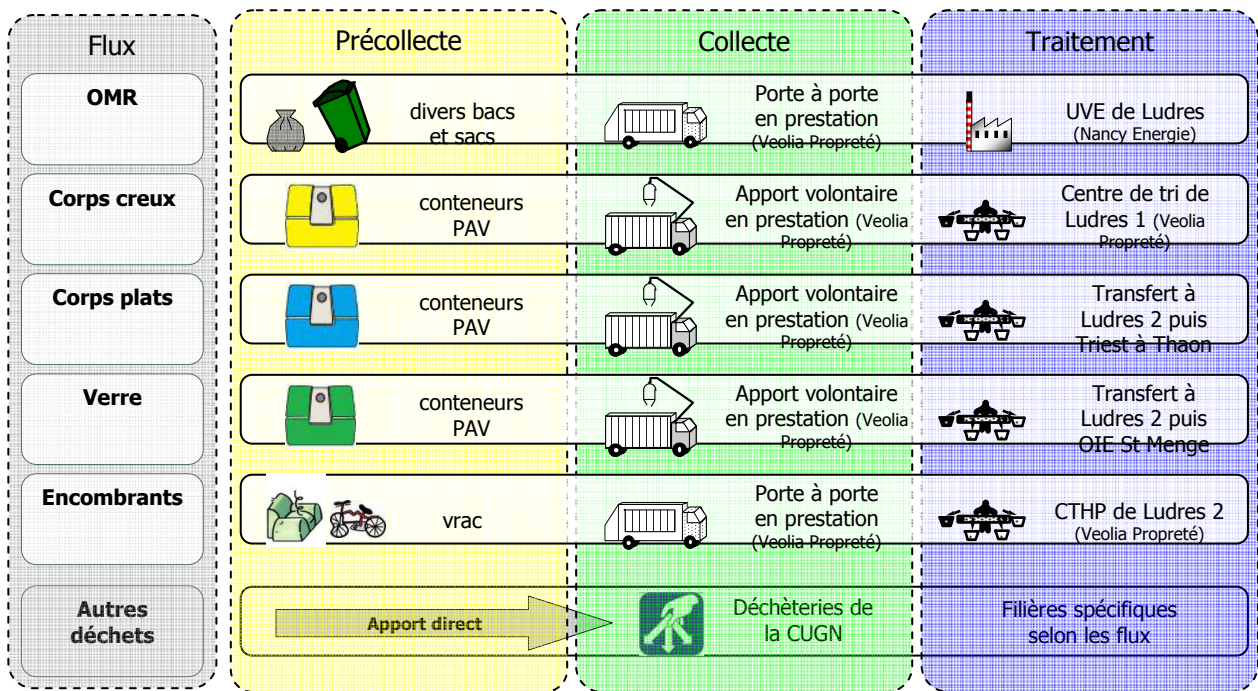 Flux
Précollecte
Collecte
Traitement
OMR
divers bacs
et sacs
Porte à porte
en prestation
(Veolia Propreté)
UVE de Ludres
(Nancy Energie)
Corps creux
conteneurs
PAV
Apport volontaire
en prestation (Veolia
Propreté)
Centre de tri de
Ludres 1 (Veolia
Propreté)
Corps plats
conteneurs
PAV
Apport volontaire
en prestation (Veolia
Propreté)
Transfert à
Ludres 2 puis
Triest à Thaon
Verre
conteneurs
PAV
Apport volontaire
en prestation (Veolia
Propreté)
Transfert à
Ludres 2 puis
OIE St Menge
Encombrants
vrac
Porte à porte
en prestation
(Veolia Propreté)
CTHP de Ludres 2
(Veolia Propreté)
Autres
déchets
Apport direct
Déchèteries de
la CUGN
Filières spécifiques
selon les flux